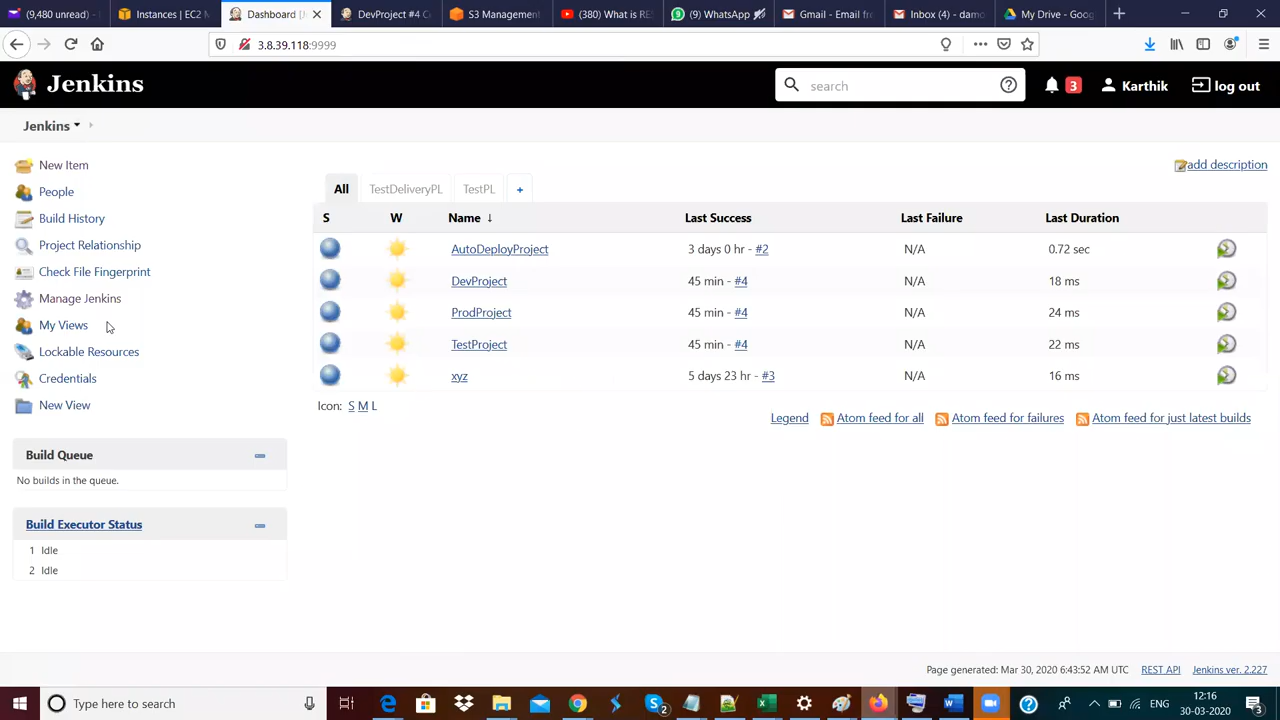 (9,480 unread) -
Instances | EC2 M
Dashboard [J
DevProject #4 C
S3 Management
(380) What is RES
(9) WhatsApp
Gmail - Email fre
Inbox (4) - damo
My Drive - Goog
3.8.39.118:9999
Jenkins
search
3
Karthik
log out
Jenkins
New Item
People
Build History
Project Relationship
Check File Fingerprint
Manage Jenkins
My Views
Lockable Resources
Credentials
New View
Build Queue
No builds in the queue.
Build Executor Status
1 Idle
2 Idle
add description
All TestDeliveryPL TestPL +
S W Name ↓ Last Success Last Failure Last Duration
AutoDeployProject 3 days 0 hr - #2 N/A 0.72 sec
DevProject 45 min - #4 N/A 18 ms
ProdProject 45 min - #4 N/A 24 ms
TestProject 45 min - #4 N/A 22 ms
xyz 5 days 23 hr - #3 N/A 16 ms
Icon: S M L
Legend Atom feed for all Atom feed for failures Atom feed for just latest builds
Page generated: Mar 30, 2020 6:43:52 AM UTC REST API Jenkins ver. 2.227
Type here to search
2
ENG
12:16
30-03-2020
3